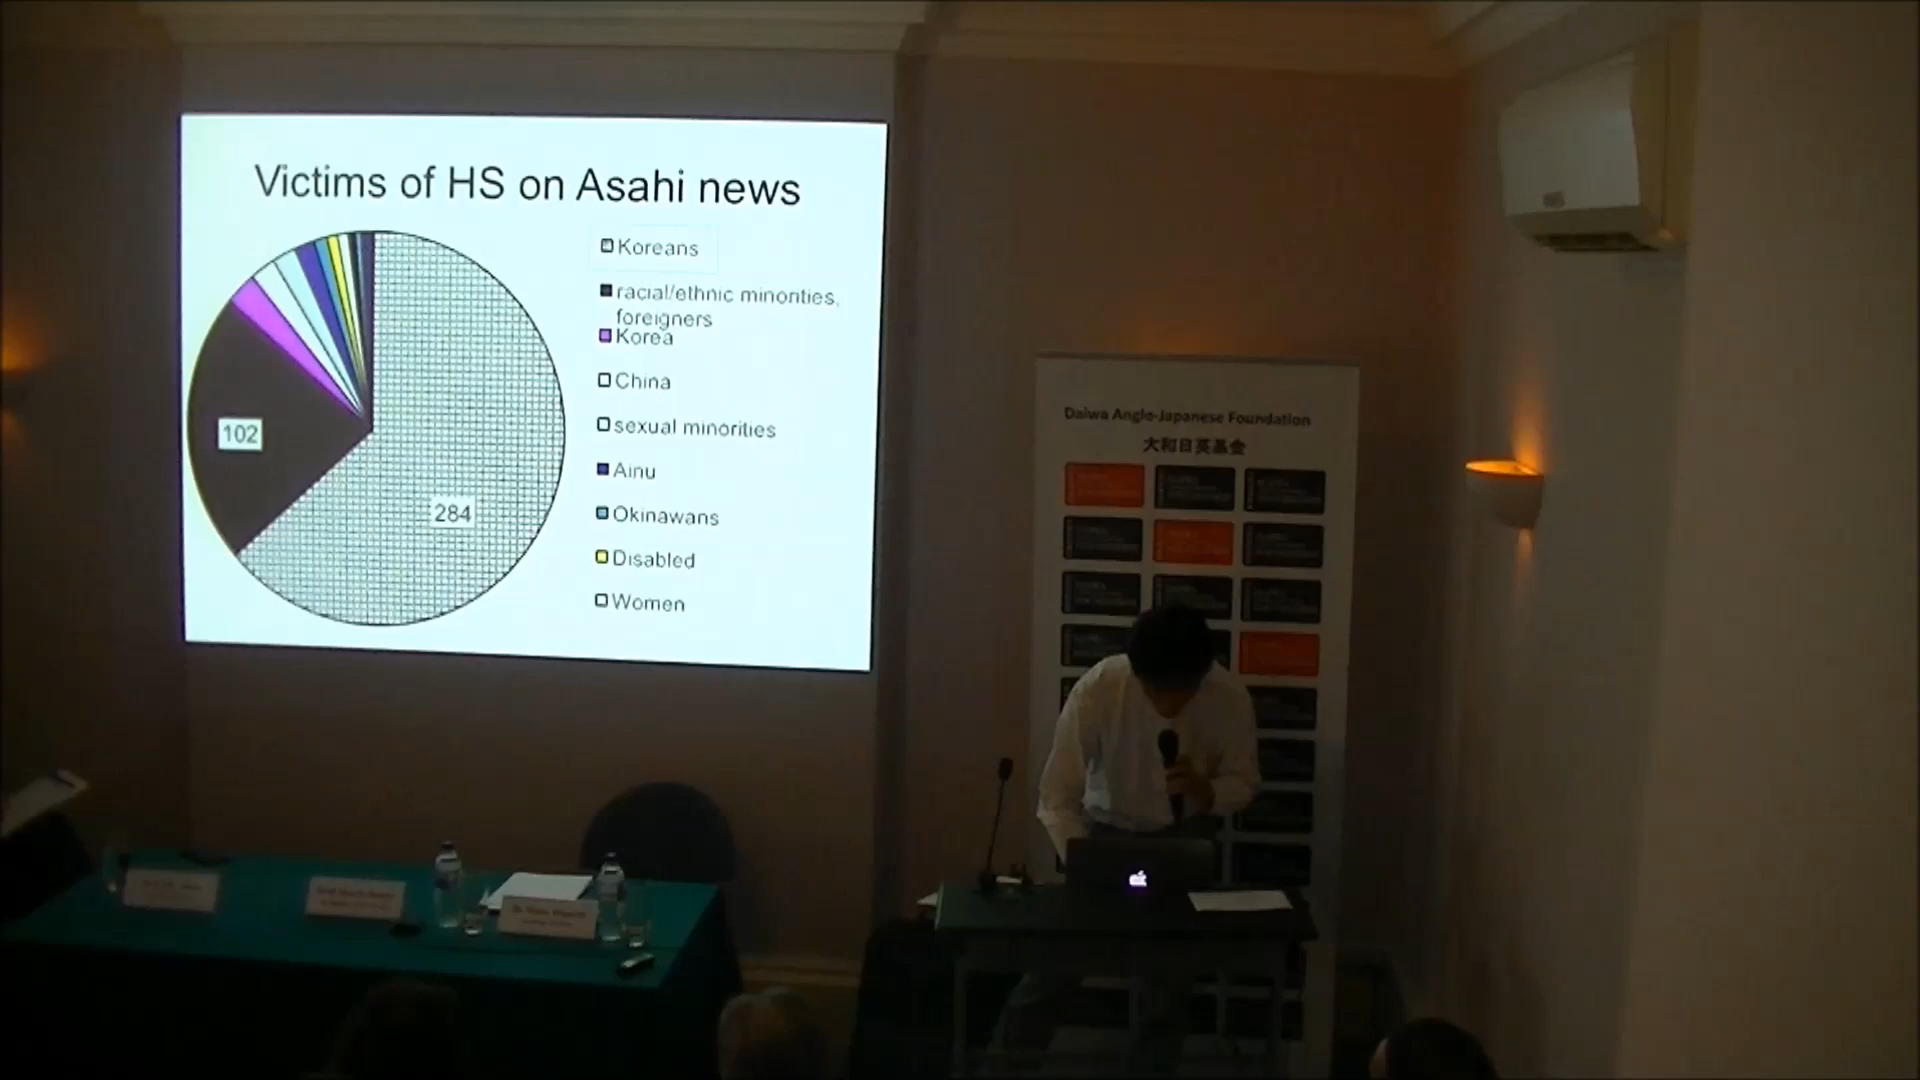 Victims of HS on Asahi news
Koreans
racial/ethnic minorities,
foreigners
Korea
China
sexual minorities
Ainu
Okinawans
Disabled
Women
102
284
Daiwa Anglo-Japanese Foundation
大和日英基金